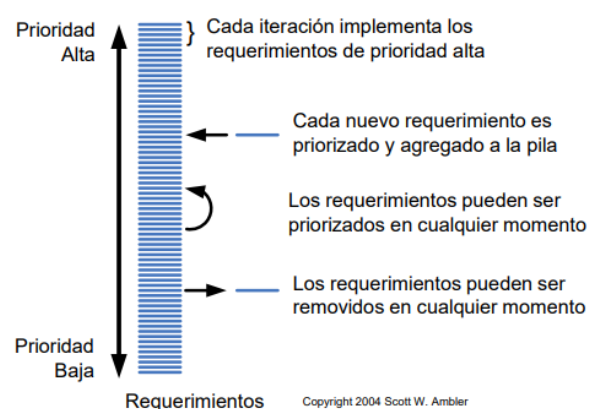 Prioridad
Alta
Cada iteración implementa los
requerimientos de prioridad alta
Cada nuevo requerimiento es
priorizado y agregado a la pila
Los requerimientos pueden ser
priorizados en cualquier momento
Los requerimientos pueden ser
removidos en cualquier momento
Prioridad
Baja
Requerimientos
Copyright 2004 Scott W. Ambler